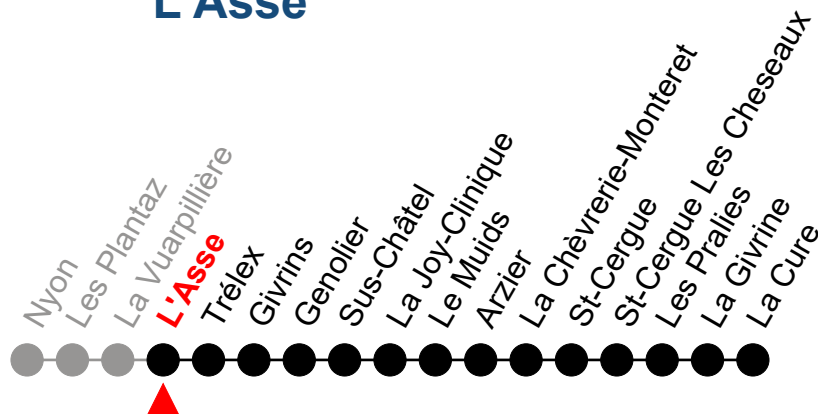 L'Asse
Nyon
Les Plantaz
La Vuarpillière
L'Asse
Trélex
Givrins
Genolier
Sus-Châtel
La Joy-Clinique
Le Muids
Arzier
La Chèvrerie-Monteret
St-Cergue
St-Cergue Les Cheseaux
Les Pralies
La Givrine
La Cure